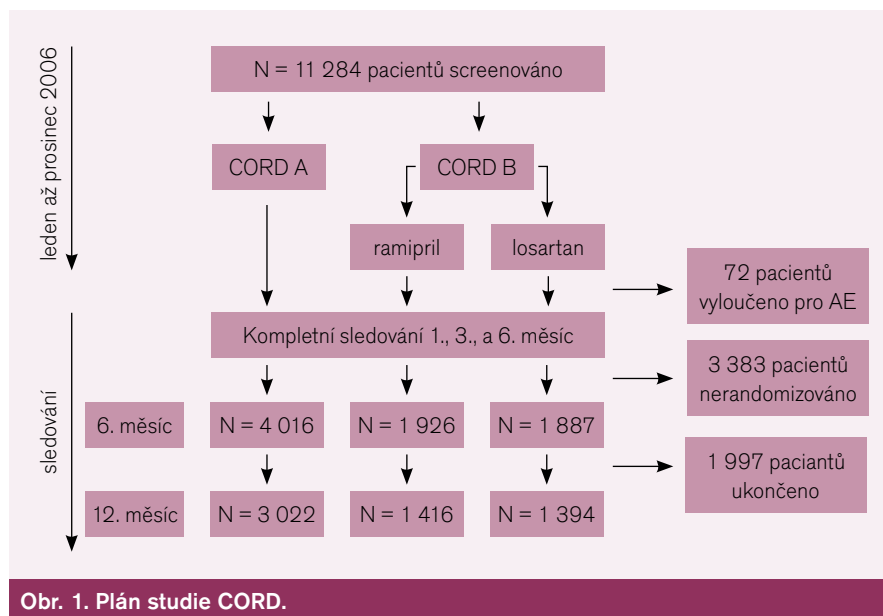 leden až prosinec 2006
N = 11 284 pacientů screenováno
CORD A
CORD B
ramipril
losartan
72 pacientů
vyloučeno pro AE
Kompletní sledování 1., 3., a 6. měsíc
3 383 pacientů
nerandomizováno
sledování
6. měsíc
N = 4 016
N = 1 926
N = 1 887
1 997 paciantů
ukončeno
12. měsíc
N = 3 022
N = 1 416
N = 1 394
Obr. 1. Plán studie CORD.